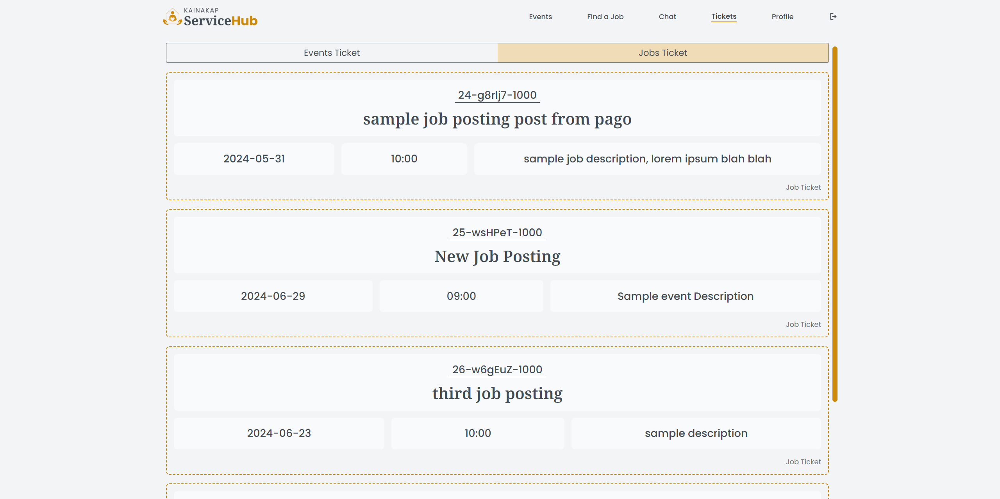 KAINAKAP
ServiceHub
Events Find a Job Chat Tickets Profile
Events Ticket Jobs Ticket
24-g8rlj7-1000
sample job posting post from pago
2024-05-31 10:00 sample job description, lorem ipsum blah blah
Job Ticket
25-wsHPeT-1000
New Job Posting
2024-06-29 09:00 Sample event Description
Job Ticket
26-w6gEuZ-1000
third job posting
2024-06-23 10:00 sample description
Job Ticket